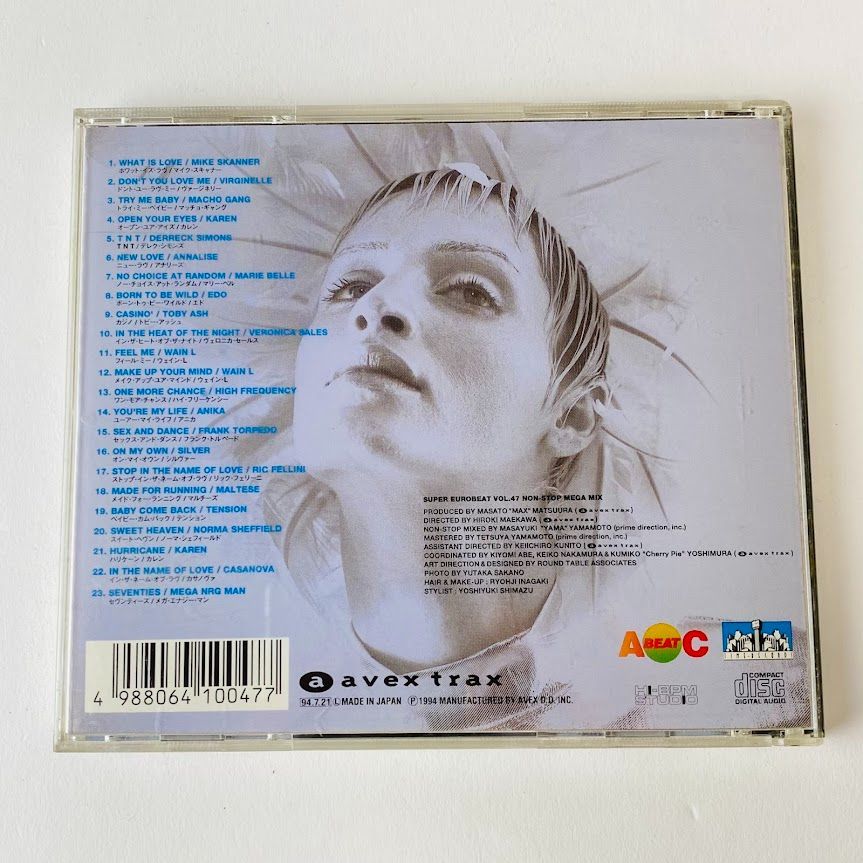 1. WHAT IS LOVE / MIKE SKANNER
ホワット・イズ・ラヴ / マイク・スキャナー
2. DON'T YOU LOVE ME / VIRGINELLE
ドント・ユー・ラヴ・ミー / ヴァージネリー
3. TRY ME BABY / MACHO GANG
トライ・ミー・ベイビー / マッチョ・ギャング
4. OPEN YOUR EYES / KAREN
オープン・ユア・アイズ / カレン
5. T N T / DERRECK SIMONS
T N T / デレク・シモンズ
6. NEW LOVE / ANNALISE
ニュー・ラヴ / アナリーズ
7. NO CHOICE AT RANDOM / MARIE BELLE
ノー・チョイス・アット・ランダム / マリー・ベル
8. BORN TO BE WILD / EDO
ボーン・トゥ・ビー・ワイルド / エド
9. CASINO' / TOBY ASH
カジノ / トビー・アッシュ
10. IN THE HEAT OF THE NIGHT / VERONICA SALES
イン・ザ・ヒート・オブ・ザ・ナイト / ヴェロニカ・セールス
11. FEEL ME / WAIN L
フィール・ミー / ウェイン・L
12. MAKE UP YOUR MIND / WAIN L
メイク・アップ・ユア・マインド / ウェイン・L
13. ONE MORE CHANCE / HIGH FREQUENCY
ワン・モア・チャンス / ハイ・フリーケンシー
14. YOU'RE MY LIFE / ANIKA
ユーアー・マイ・ライフ / アニカ
15. SEX AND DANCE / FRANK TORPEDO
セックス・アンド・ダンス / フランク・トルペード
16. ON MY OWN / SILVER
オン・マイ・オウン / シルヴァー
17. STOP IN THE NAME OF LOVE / RIC FELLINI
ストップ・イン・ザ・ネーム・オブ・ラヴ / リック・フェリーニ
18. MADE FOR RUNNING / MALTESE
メイド・フォー・ランニング / マルチーズ
19. BABY COME BACK / TENSION
ベイビー・カム・バック / テンション
20. SWEET HEAVEN / NORMA SHEFFIELD
スイート・ヘヴン / ノーマ・シェフィールド
21. HURRICANE / KAREN
ハリケーン / カレン
22. IN THE NAME OF LOVE / CASANOVA
イン・ザ・ネーム・オブ・ラヴ / カサノヴァ
23. SEVENTIES / MEGA NRG MAN
セヴンティーズ / メガ・エナジー・マン
SUPER EUROBEAT VOL.47 NON-STOP MEGA MIX
PRODUCED BY MASATO "MAX" MATSUURA (a avex trax)
DIRECTED BY HIROKI MAEKAWA (a avex trax)
NON-STOP MIXED BY MASAYUKI "YAMA" YAMAMOTO (prime direction, inc.)
MASTERED BY TETSUYA YAMAMOTO (prime direction, inc.)
ASSISTANT DIRECTED BY KEIICHIRO KUNITO (a avex trax)
COORDINATED BY KIYOMI ABE, KEIKO NAKAMURA & KUMIKO "Cherry Pie" YOSHIMURA (a avex trax)
ART DIRECTION & DESIGNED BY ROUND TABLE ASSOCIATES
PHOTO BY YUTAKA SAKANO
HAIR & MAKE-UP : RYOHJI INAGAKI
STYLIST : YOSHIYUKI SHIMAZU
A BEAT C
TIME RECORDS
4 988064 100477
a avex trax
94.7.21 L MADE IN JAPAN Ⓟ1994 MANUFACTURED BY AVEX D.D. INC.
HI-BPM
STUDIO
COMPACT
disc
DIGITAL AUDIO